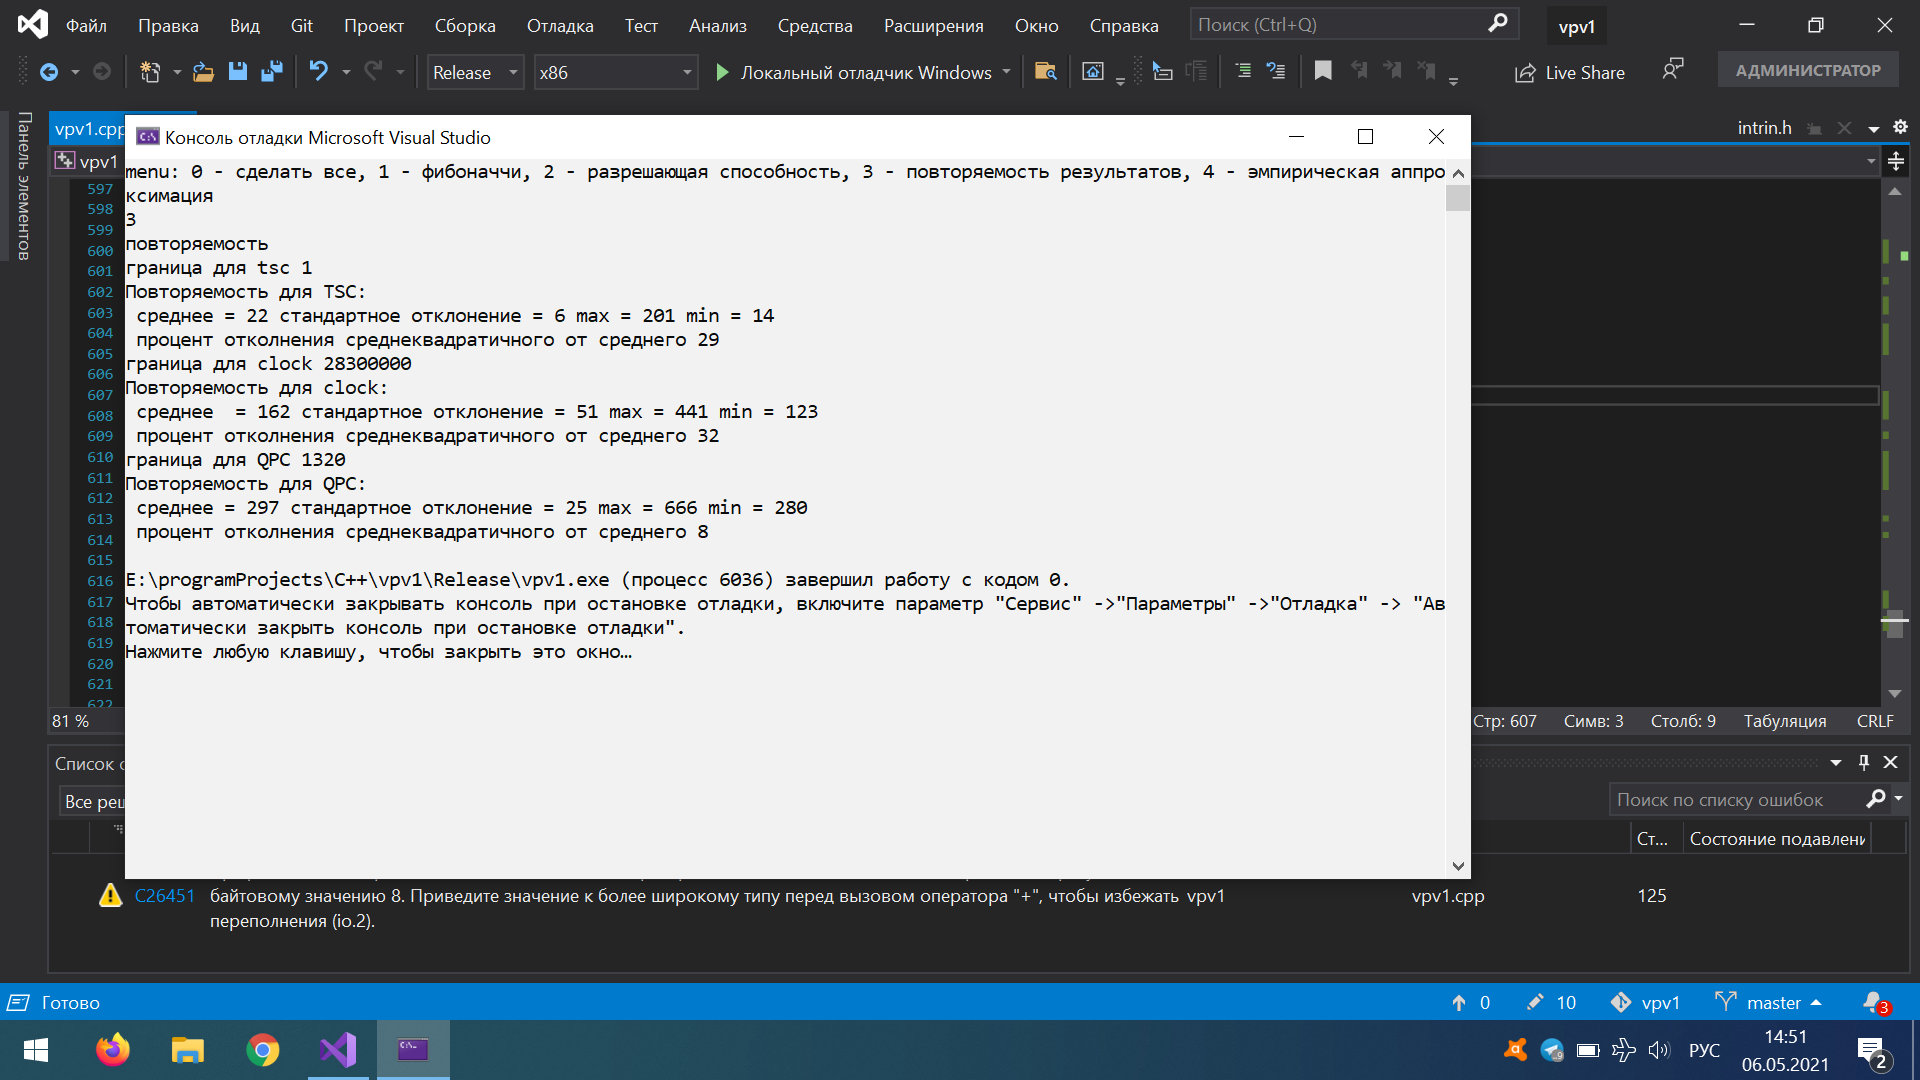 Файл Правка Вид Git Проект Сборка Отладка Тест Анализ Средства Расширения Окно Справка Поиск (Ctrl+Q) vpv1
Release x86 Локальный отладчик Windows Live Share АДМИНИСТРАТОР
Панель элементов
vpv1.cpp
intrin.h
vpv1
Консоль отладки Microsoft Visual Studio
menu: 0 - сделать все, 1 - фибоначчи, 2 - разрешающая способность, 3 - повторяемость результатов, 4 - эмпирическая аппро
ксимация
3
повторяемость
граница для tsc 1
Повторяемость для TSC:
среднее = 22 стандартное отклонение = 6 max = 201 min = 14
процент отколнения среднеквадратичного от среднего 29
граница для clock 28300000
Повторяемость для clock:
среднее  = 162 стандартное отклонение = 51 max = 441 min = 123
процент отколнения среднеквадратичного от среднего 32
граница для QPC 1320
Повторяемость для QPC:
среднее = 297 стандартное отклонение = 25 max = 666 min = 280
процент отколнения среднеквадратичного от среднего 8
E:\programProjects\C++\vpv1\Release\vpv1.exe (процесс 6036) завершил работу с кодом 0.
Чтобы автоматически закрывать консоль при остановке отладки, включите параметр "Сервис" ->"Параметры" ->"Отладка" -> "Ав
томатически закрыть консоль при остановке отладки".
Нажмите любую клавишу, чтобы закрыть это окно…
597
598
599
600
601
602
603
604
605
606
607
608
609
610
611
612
613
614
615
616
617
618
619
620
621
622
81 %
Стр: 607 Симв: 3 Столб: 9 Табуляция CRLF
Список
Все реш
Поиск по списку ошибок
Ст... Состояние подавлени
C26451 байтовому значению 8. Приведите значение к более широкому типу перед вызовом оператора "+", чтобы избежать vpv1 vpv1.cpp 125
переполнения (io.2).
Готово 0 10 vpv1 master 3
РУС 14:51
06.05.2021
2